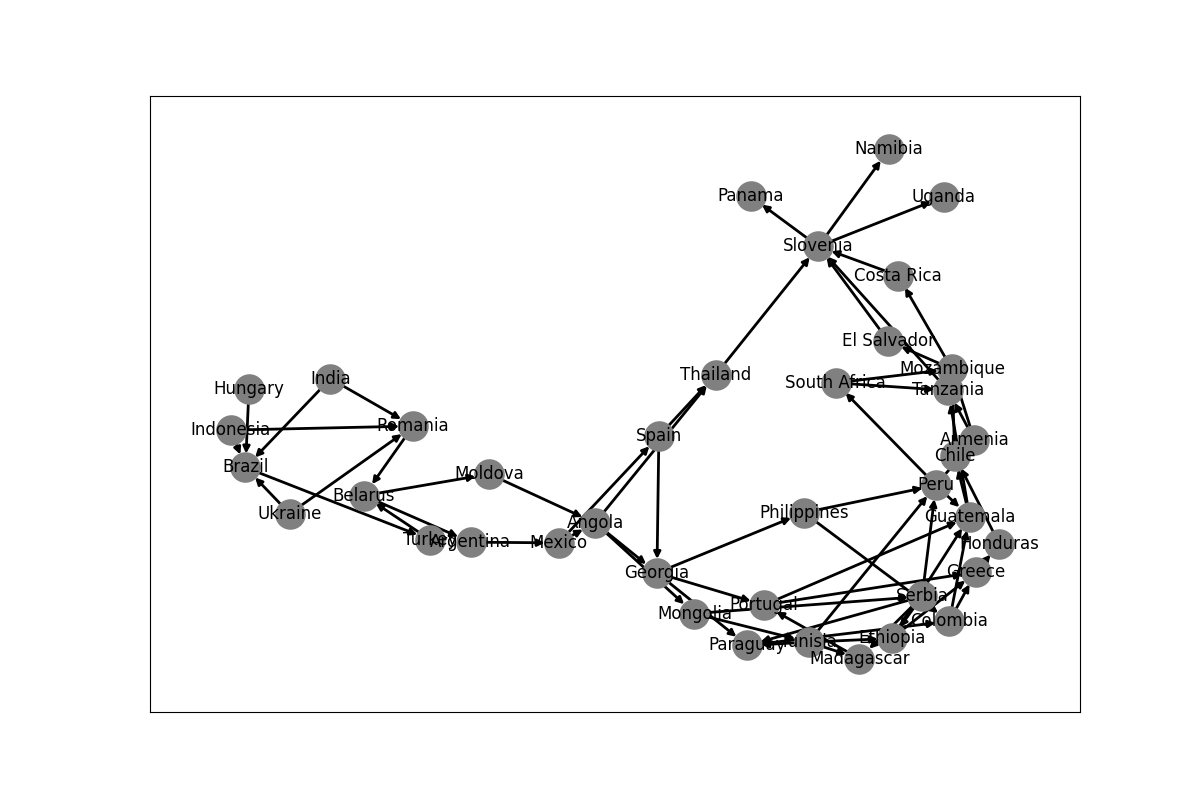 Namibia
Panama
Uganda
Slovenia
Costa Rica
El Salvador
Mozambique
Thailand
South Africa
Tanzania
India
Hungary
Romania
Indonesia
Spain
Armenia
Chile
Brazil
Moldova
Peru
Belarus
Ukraine
Philippines
Guatemala
Angola
Turkey
Argentina
Mexico
Honduras
Georgia
Greece
Serbia
Portugal
Mongolia
Colombia
Ethiopia
Tunisia
Paraguay
Madagascar